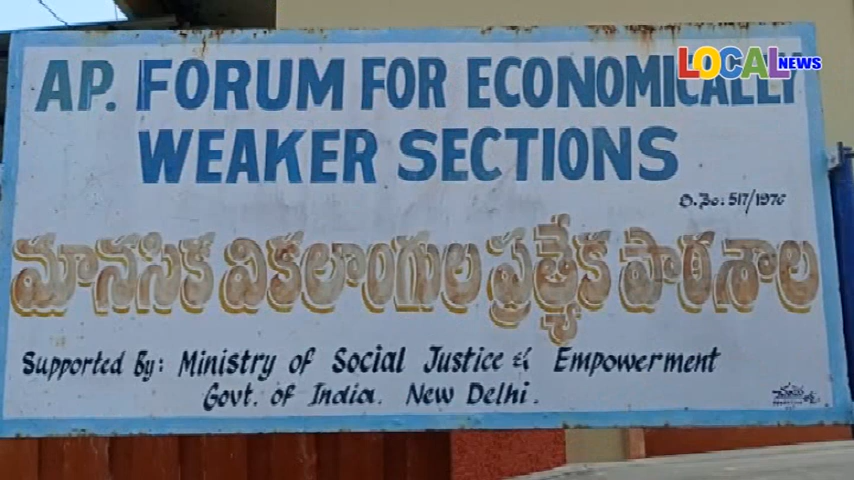 LOCAL NEWS
AP. FORUM FOR ECONOMICALLY
WEAKER SECTIONS
రి.నెం: 517/1976
మానసిక వికలాంగుల ప్రత్యేక పాఠశాల
Supported By: Ministry of Social Justice & Empowerment
Govt. of India. New Delhi.